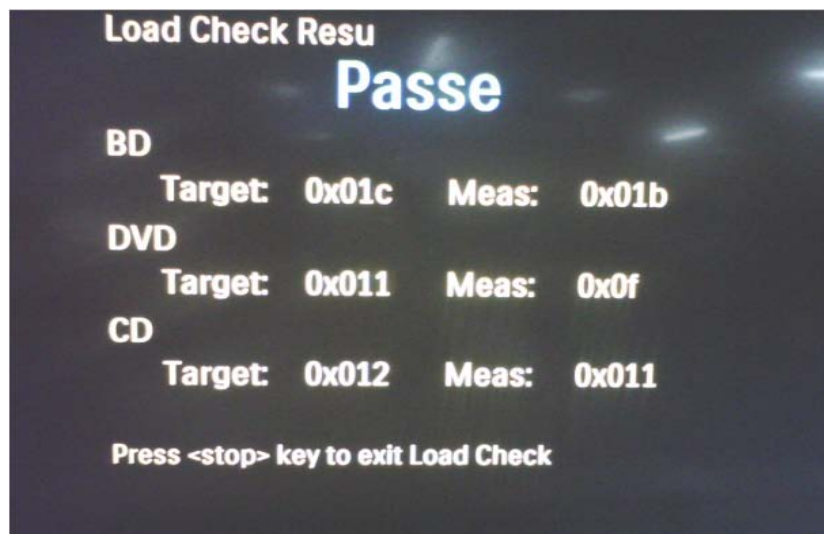 Load Check Resu
Passe
BD
Target: 0x01c Meas: 0x01b
DVD
Target: 0x011 Meas: 0x0f
CD
Target: 0x012 Meas: 0x011
Press <stop> key to exit Load Check